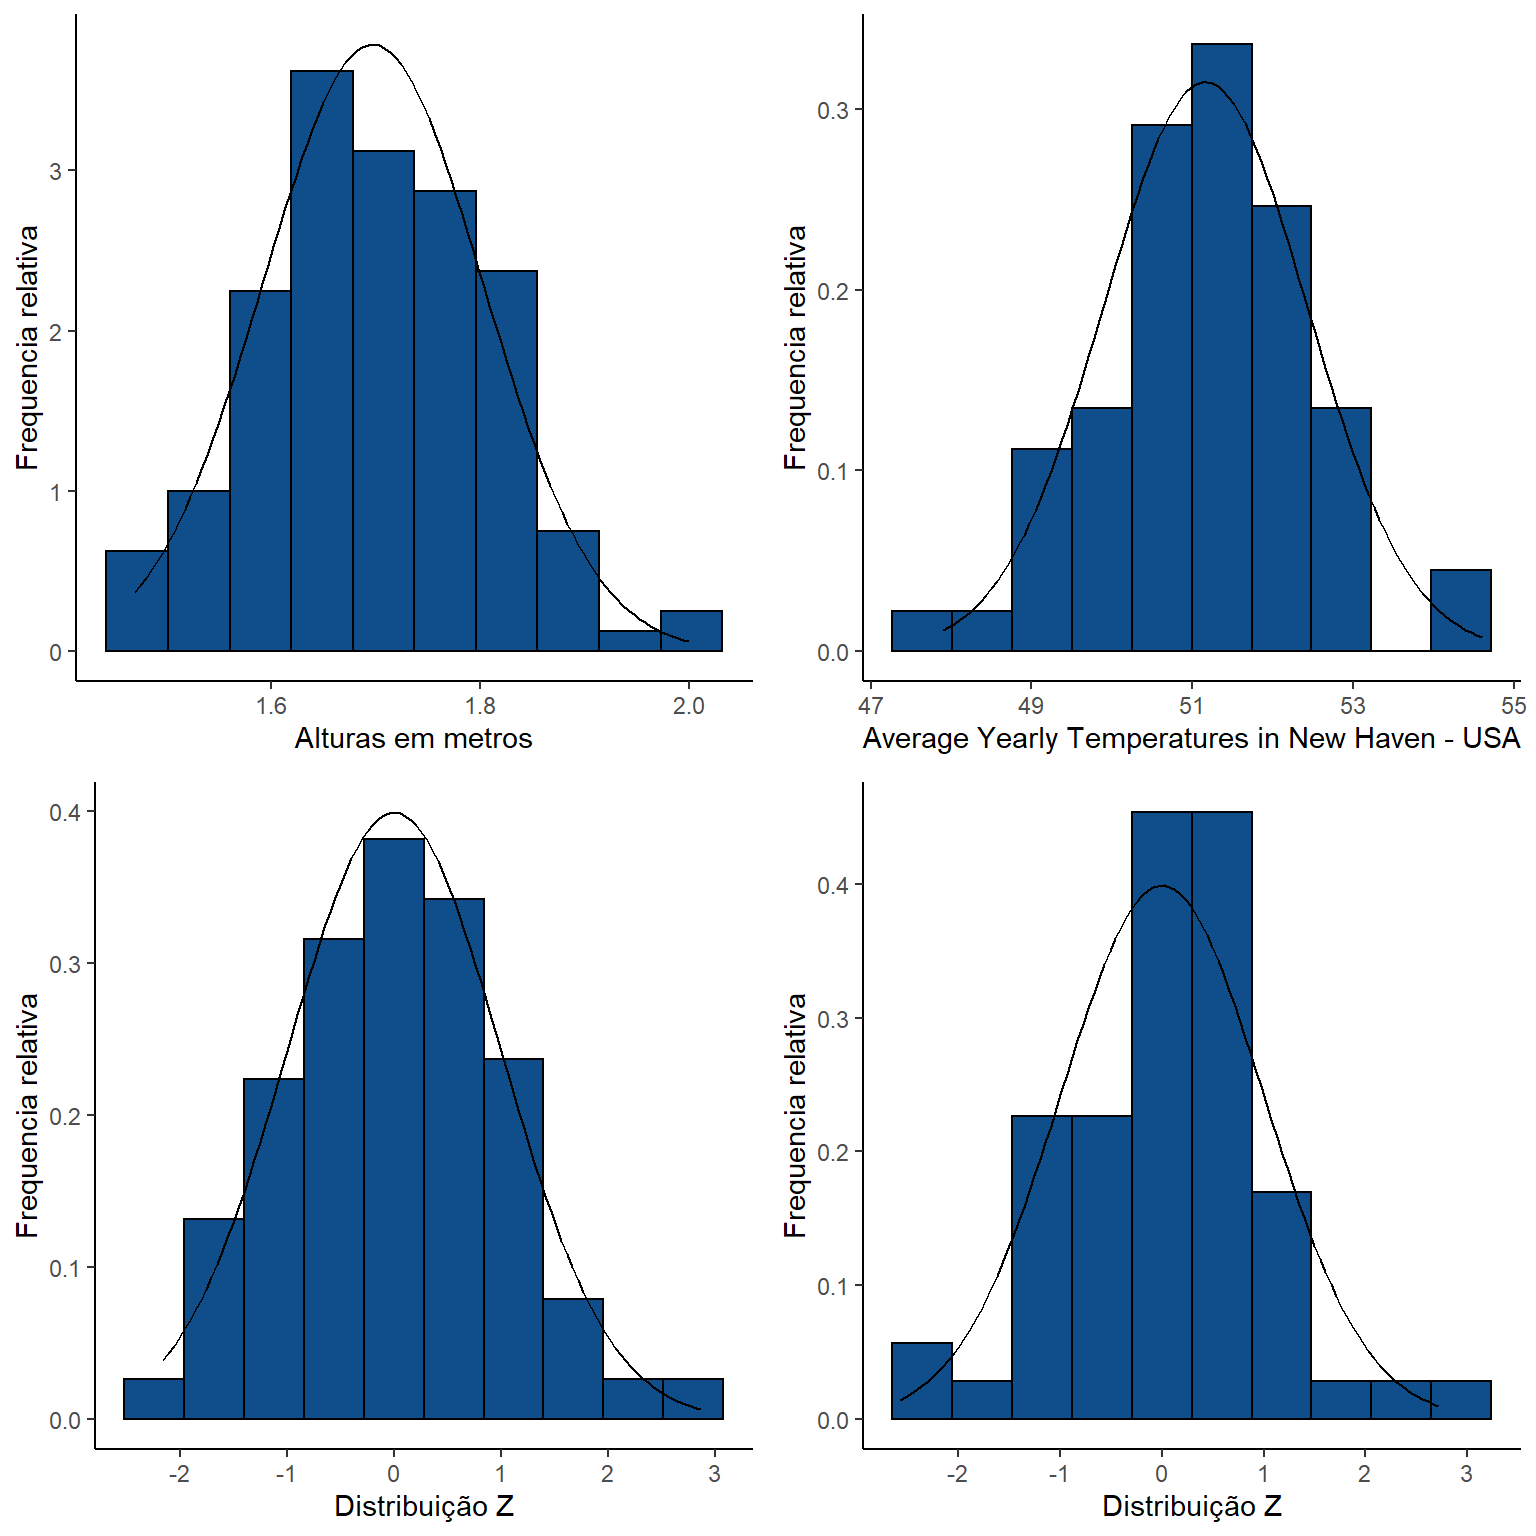 Frequencia relativa
3
2
1
0
1.6 1.8 2.0
Alturas em metros
Frequencia relativa
0.3
0.2
0.1
0.0
47 49 51 53 55
Average Yearly Temperatures in New Haven - USA
Frequencia relativa
0.4
0.3
0.2
0.1
0.0
-2 -1 0 1 2 3
Distribuição Z
Frequencia relativa
0.4
0.3
0.2
0.1
0.0
-2 -1 0 1 2 3
Distribuição Z